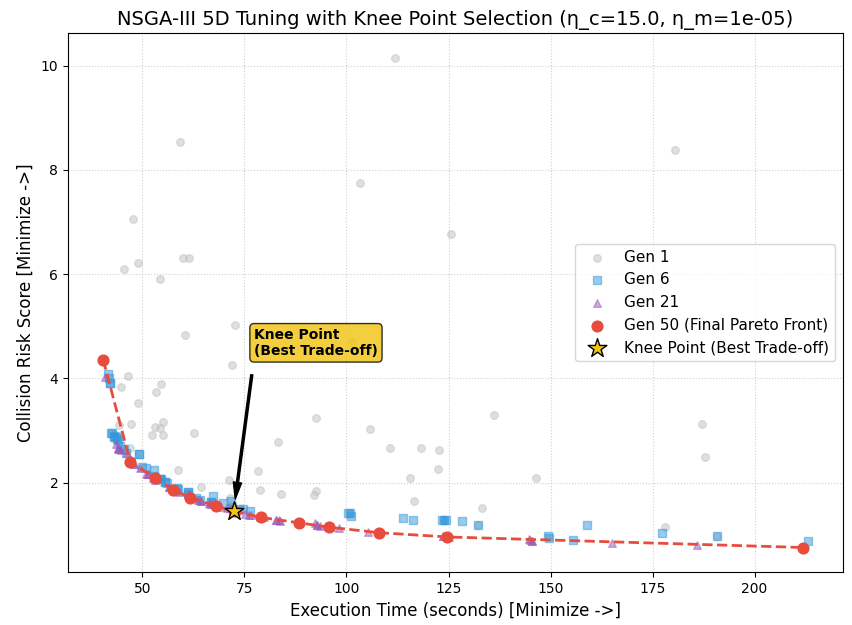 NSGA-III 5D Tuning with Knee Point Selection (η_c=15.0, η_m=1e-05)
Collision Risk Score [Minimize ->]
10
8
6
4
2
Knee Point
(Best Trade-off)
Gen 1
Gen 6
Gen 21
Gen 50 (Final Pareto Front)
Knee Point (Best Trade-off)
50 75 100 125 150 175 200
Execution Time (seconds) [Minimize ->]